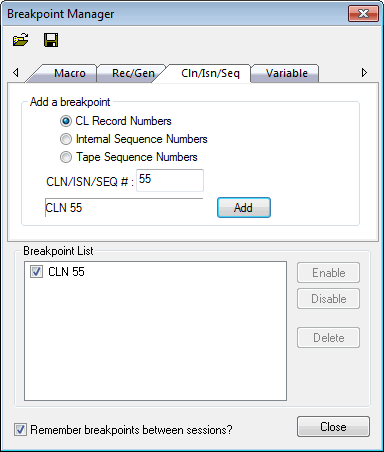 Breakpoint Manager
Macro Rec/Gen Cln/Isn/Seq Variable
Add a breakpoint
CL Record Numbers
Internal Sequence Numbers
Tape Sequence Numbers
CLN/ISN/SEQ # : 55
CLN 55 Add
Breakpoint List
CLN 55
Enable
Disable
Delete
Remember breakpoints between sessions? Close